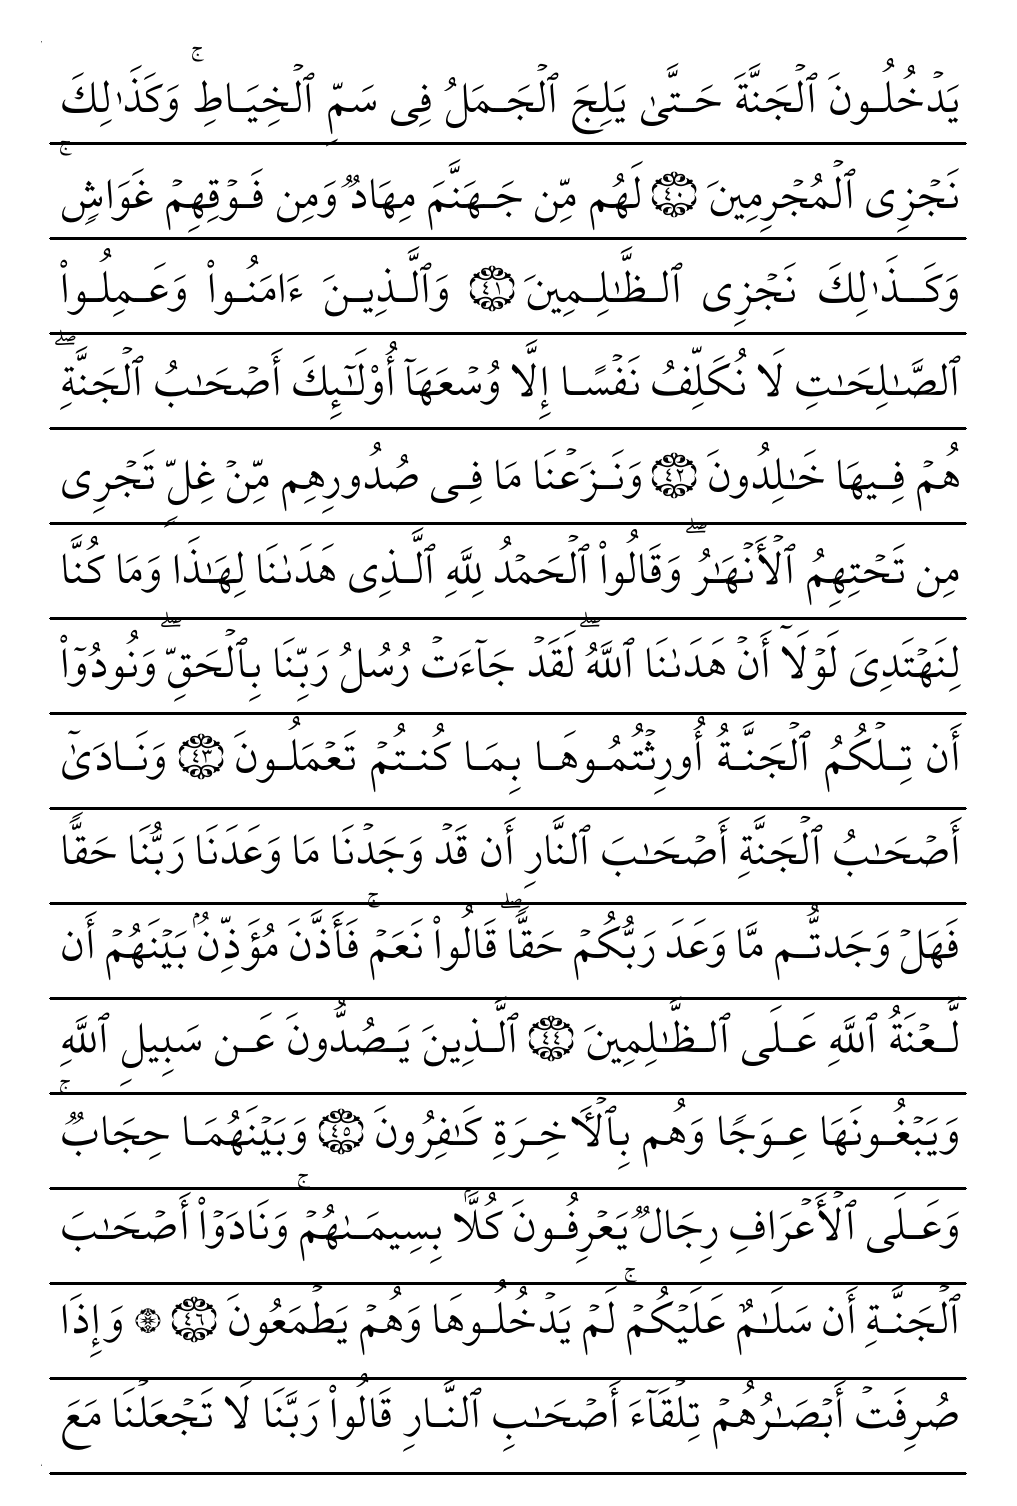 يَدْخُلُونَ ٱلْجَنَّةَ حَتَّىٰ يَلِجَ ٱلْجَمَلُ فِى سَمِّ ٱلْخِيَاطِ ۚ وَكَذَٰلِكَ
نَجْزِى ٱلْمُجْرِمِينَ ٤٠ لَهُم مِّن جَهَنَّمَ مِهَادٌ وَمِن فَوْقِهِمْ غَوَاشٍ ۚ
وَكَذَٰلِكَ نَجْزِى ٱلظَّـٰلِمِينَ ٤١ وَٱلَّذِينَ ءَامَنُوا۟ وَعَمِلُوا۟
ٱلصَّـٰلِحَـٰتِ لَا نُكَلِّفُ نَفْسًا إِلَّا وُسْعَهَآ أُو۟لَـٰٓئِكَ أَصْحَـٰبُ ٱلْجَنَّةِ ۖ
هُمْ فِيهَا خَـٰلِدُونَ ٤٢ وَنَزَعْنَا مَا فِى صُدُورِهِم مِّنْ غِلٍّ تَجْرِى
مِن تَحْتِهِمُ ٱلْأَنْهَـٰرُ ۖ وَقَالُوا۟ ٱلْحَمْدُ لِلَّهِ ٱلَّذِى هَدَىٰنَا لِهَـٰذَا وَمَا كُنَّا
لِنَهْتَدِىَ لَوْلَآ أَنْ هَدَىٰنَا ٱللَّهُ ۖ لَقَدْ جَآءَتْ رُسُلُ رَبِّنَا بِٱلْحَقِّ ۖ وَنُودُوٓا۟
أَن تِلْكُمُ ٱلْجَنَّةُ أُورِثْتُمُوهَا بِمَا كُنتُمْ تَعْمَلُونَ ٤٣ وَنَادَىٰٓ
أَصْحَـٰبُ ٱلْجَنَّةِ أَصْحَـٰبَ ٱلنَّارِ أَن قَدْ وَجَدْنَا مَا وَعَدَنَا رَبُّنَا حَقًّا
فَهَلْ وَجَدتُّم مَّا وَعَدَ رَبُّكُمْ حَقًّا ۖ قَالُوا۟ نَعَمْ ۚ فَأَذَّنَ مُؤَذِّنٌۢ بَيْنَهُمْ أَن
لَّعْنَةُ ٱللَّهِ عَلَى ٱلظَّـٰلِمِينَ ٤٤ ٱلَّذِينَ يَصُدُّونَ عَن سَبِيلِ ٱللَّهِ
وَيَبْغُونَهَا عِوَجًا وَهُم بِٱلْـَٔاخِرَةِ كَـٰفِرُونَ ٤٥ وَبَيْنَهُمَا حِجَابٌ ۚ
وَعَلَى ٱلْأَعْرَافِ رِجَالٌ يَعْرِفُونَ كُلًّۢا بِسِيمَىٰهُمْ ۚ وَنَادَوْا۟ أَصْحَـٰبَ
ٱلْجَنَّةِ أَن سَلَـٰمٌ عَلَيْكُمْ ۚ لَمْ يَدْخُلُوهَا وَهُمْ يَطْمَعُونَ ٤٦ ۞ وَإِذَا
صُرِفَتْ أَبْصَـٰرُهُمْ تِلْقَآءَ أَصْحَـٰبِ ٱلنَّارِ قَالُوا۟ رَبَّنَا لَا تَجْعَلْنَا مَعَ